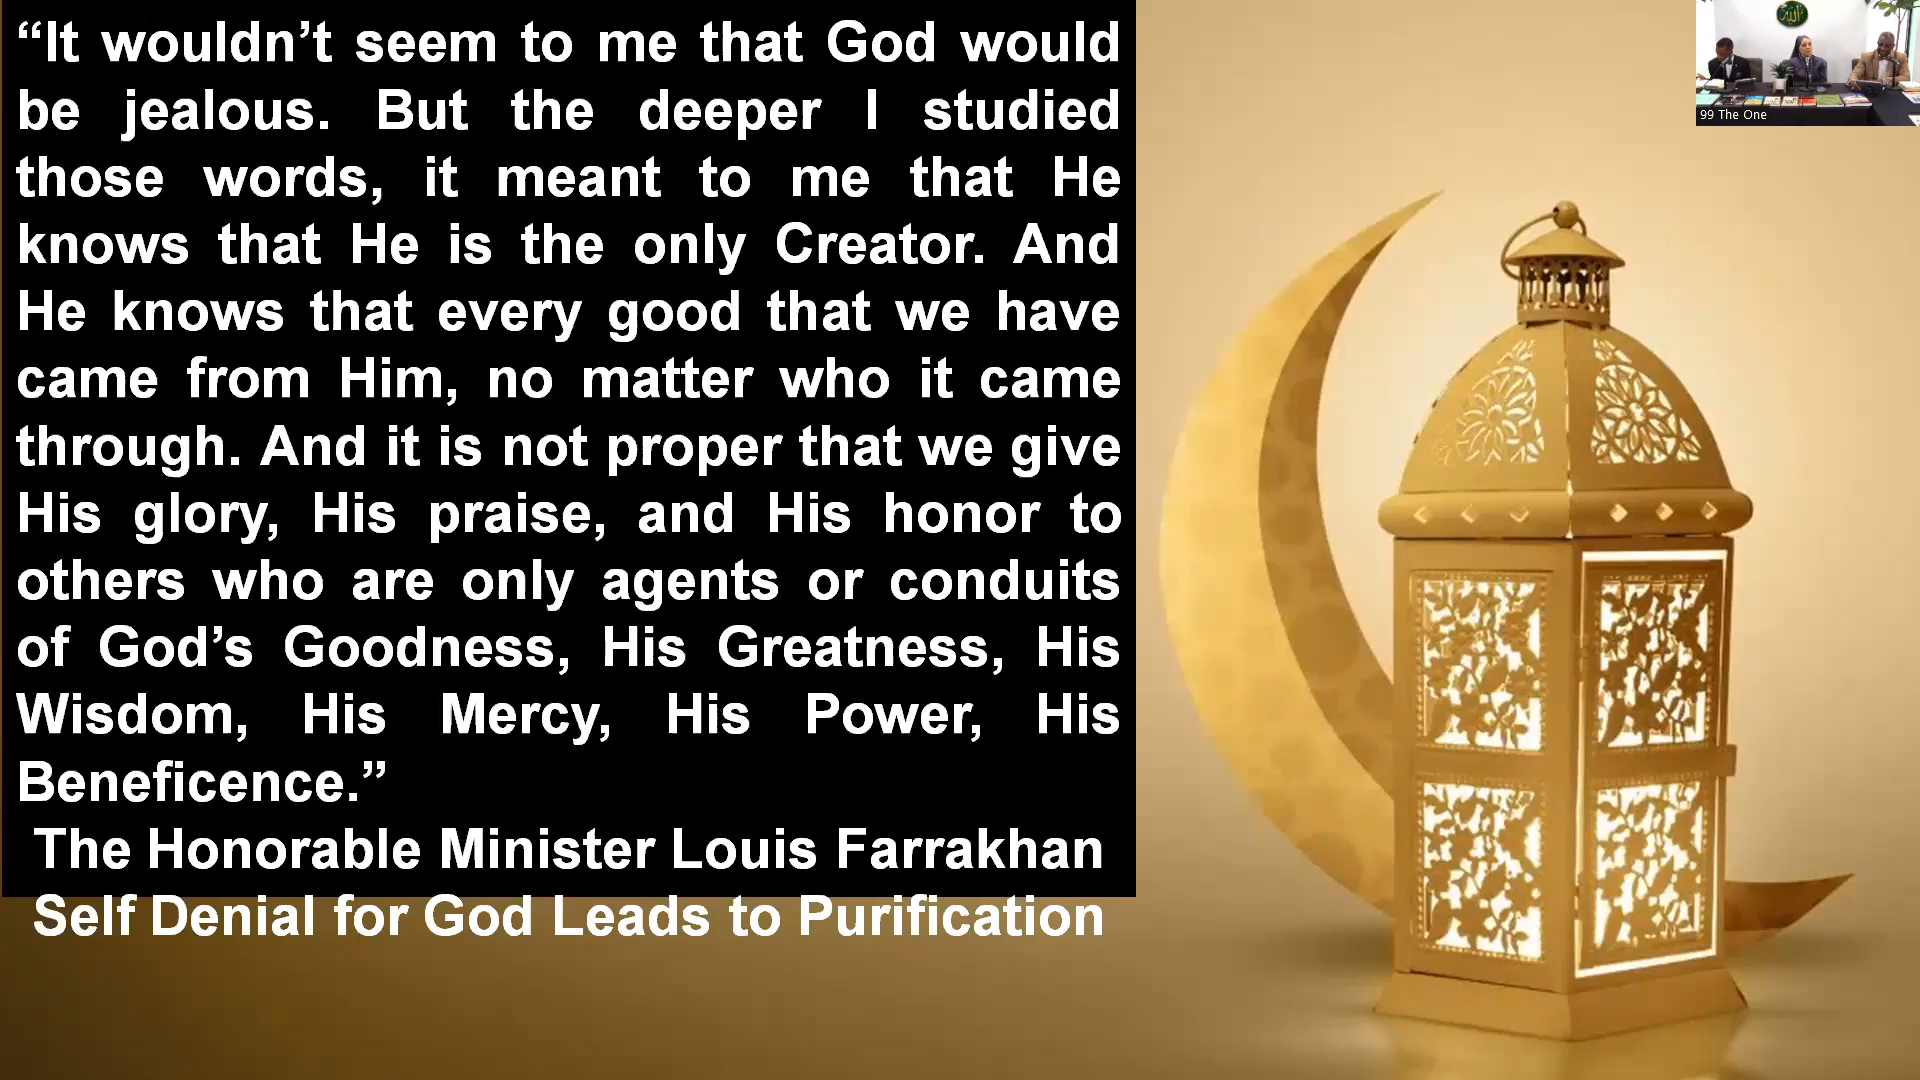 “It wouldn’t seem to me that God would
be jealous. But the deeper I studied
those words, it meant to me that He
knows that He is the only Creator. And
He knows that every good that we have
came from Him, no matter who it came
through. And it is not proper that we give
His glory, His praise, and His honor to
others who are only agents or conduits
of God’s Goodness, His Greatness, His
Wisdom, His Mercy, His Power, His
Beneficence.”
The Honorable Minister Louis Farrakhan
Self Denial for God Leads to Purification
الله
99 The One